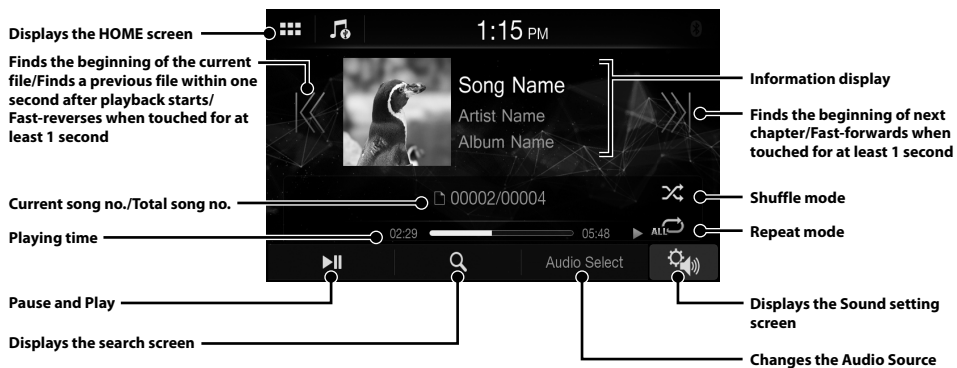 Displays the HOME screen
Finds the beginning of the current
file/Finds a previous file within one
second after playback starts/
Fast-reverses when touched for at
least 1 second
Current song no./Total song no.
Playing time
Pause and Play
Displays the search screen
1:15 PM
Song Name
Artist Name
Album Name
00002/00004
02:29
05:48
ALL
Audio Select
Information display
Finds the beginning of next
chapter/Fast-forwards when
touched for at least 1 second
Shuffle mode
Repeat mode
Displays the Sound setting
screen
Changes the Audio Source